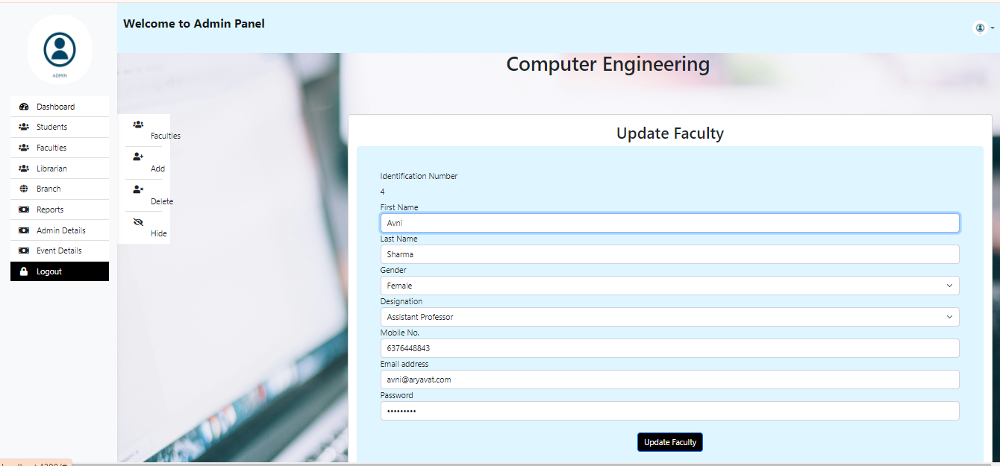 Welcome to Admin Panel
ADMIN
Dashboard
Students
Faculties
Librarian
Branch
Reports
Admin Details
Event Details
Logout
Faculties
Add
Delete
Hide
Computer Engineering
Update Faculty
Identification Number
4
First Name
Avni
Last Name
Sharma
Gender
Female
Designation
Assistant Professor
Mobile No.
6376448843
Email address
avni@aryavat.com
Password
•••••••••
Update Faculty